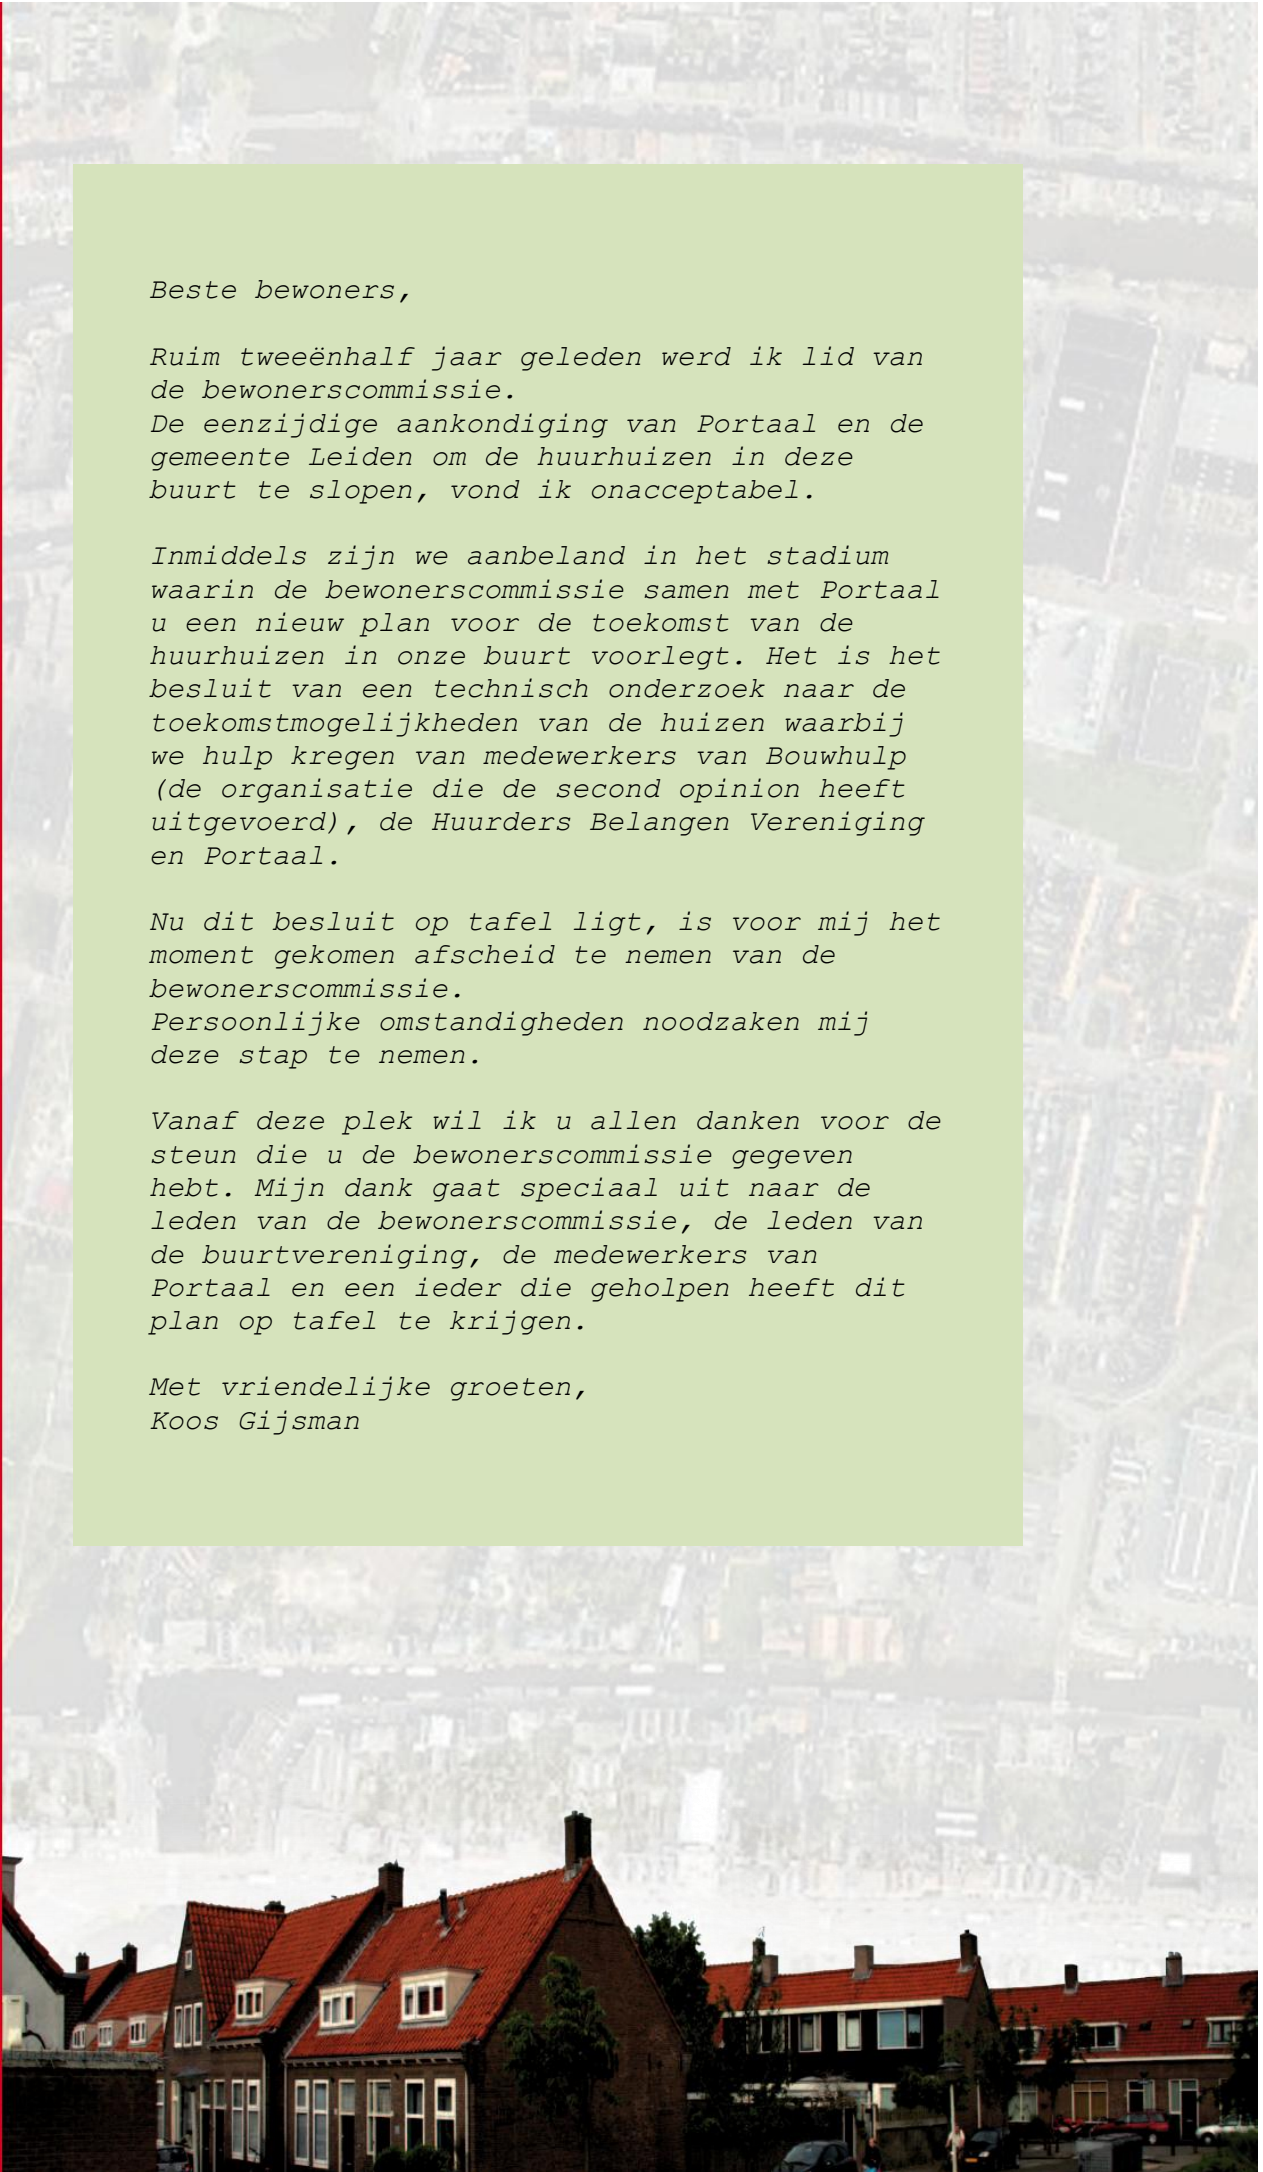 Beste bewoners,
Ruim tweeënhalf jaar geleden werd ik lid van
de bewonerscommissie.
De eenzijdige aankondiging van Portaal en de
gemeente Leiden om de huurhuizen in deze
buurt te slopen, vond ik onacceptabel.
Inmiddels zijn we aanbeland in het stadium
waarin de bewonerscommissie samen met Portaal
u een nieuw plan voor de toekomst van de
huurhuizen in onze buurt voorlegt. Het is het
besluit van een technisch onderzoek naar de
toekomstmogelijkheden van de huizen waarbij
we hulp kregen van medewerkers van Bouwhulp
(de organisatie die de second opinion heeft
uitgevoerd), de Huurders Belangen Vereniging
en Portaal.
Nu dit besluit op tafel ligt, is voor mij het
moment gekomen afscheid te nemen van de
bewonerscommissie.
Persoonlijke omstandigheden noodzaken mij
deze stap te nemen.
Vanaf deze plek wil ik u allen danken voor de
steun die u de bewonerscommissie gegeven
hebt. Mijn dank gaat speciaal uit naar de
leden van de bewonerscommissie, de leden van
de buurtvereniging, de medewerkers van
Portaal en een ieder die geholpen heeft dit
plan op tafel te krijgen.
Met vriendelijke groeten,
Koos Gijsman